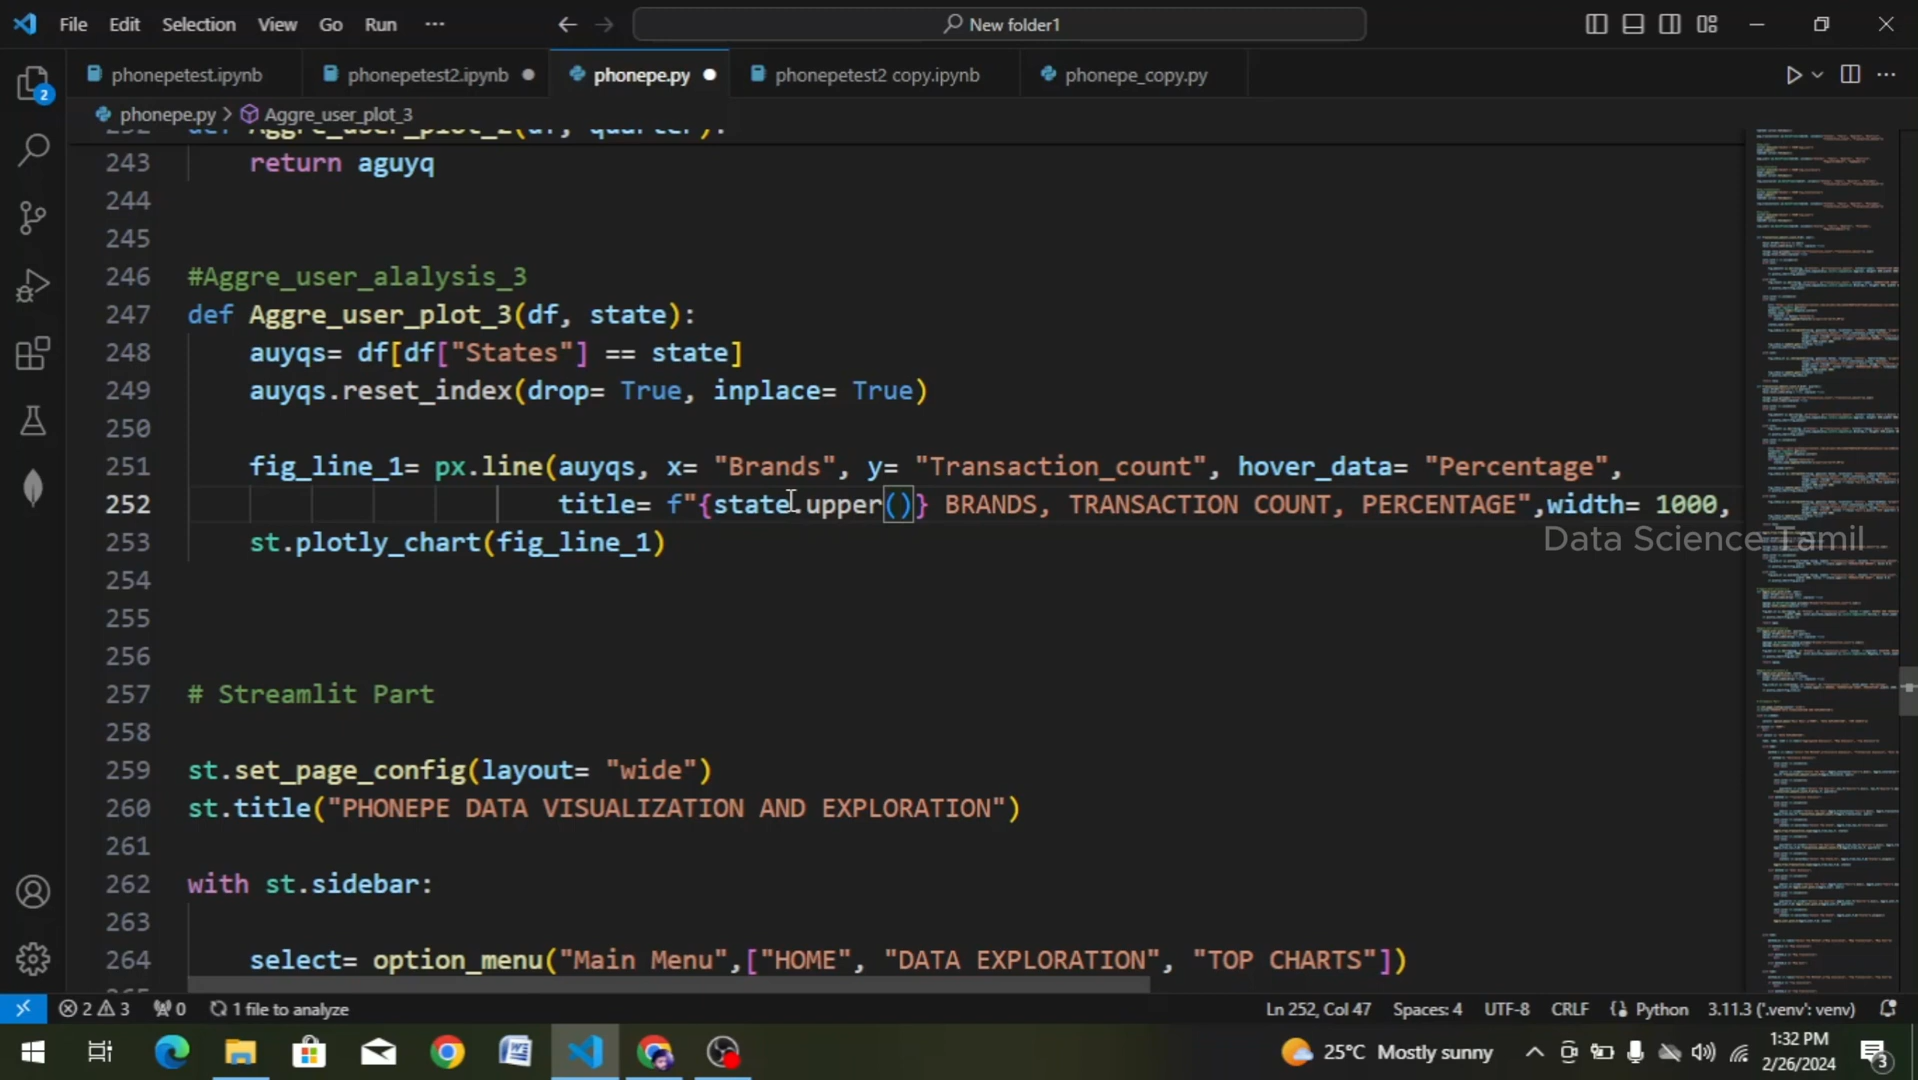 File Edit Selection View Go Run ··· New folder1
phonepetest.ipynb phonepetest2.ipynb phonepe.py phonepetest2 copy.ipynb phonepe_copy.py
2
phonepe.py > Aggre_user_plot_3
def Aggre_user_plot_2(df, quarter):
243 return aguyq
244
245
246 #Aggre_user_alalysis_3
247 def Aggre_user_plot_3(df, state):
248 auyqs= df[df["States"] == state]
249 auyqs.reset_index(drop= True, inplace= True)
250
251 fig_line_1= px.line(auyqs, x= "Brands", y= "Transaction_count", hover_data= "Percentage",
252 title= f"{state.upper()} BRANDS, TRANSACTION COUNT, PERCENTAGE",width= 1000,
253 st.plotly_chart(fig_line_1)
Data Science Tamil
254
255
256
257 # Streamlit Part
258
259 st.set_page_config(layout= "wide")
260 st.title("PHONEPE DATA VISUALIZATION AND EXPLORATION")
261
262 with st.sidebar:
263
264 select= option_menu("Main Menu",["HOME", "DATA EXPLORATION", "TOP CHARTS"])
2 3 0 1 file to analyze Ln 252, Col 47 Spaces: 4 UTF-8 CRLF Python 3.11.3 ('.venv': venv)
25°C Mostly sunny 1:32 PM
2/26/2024 3